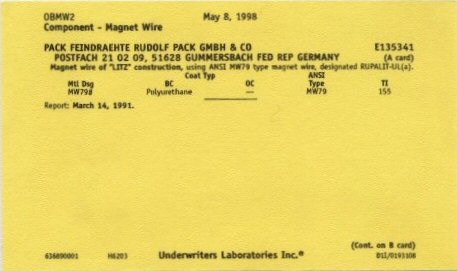 OBMW2 May 8, 1998
Component - Magnet Wire
PACK FEINDRAEHTE RUDOLF PACK GMBH & CO E135341
POSTFACH 21 02 09, 51628 GUMMERSBACH FED REP GERMANY (A card)
Magnet wire of "LITZ" construction, using ANSI MW79 type magnet wire, designated RUPALIT-UL(a).
Coat Typ ANSI
Mtl Dsg BC OC Type TI
MW79# Polyurethane — MW79 155
Report: March 14, 1991.
(Cont. on B card)
636890001 H6203 Underwriters Laboratories Inc.® D1I/0193108